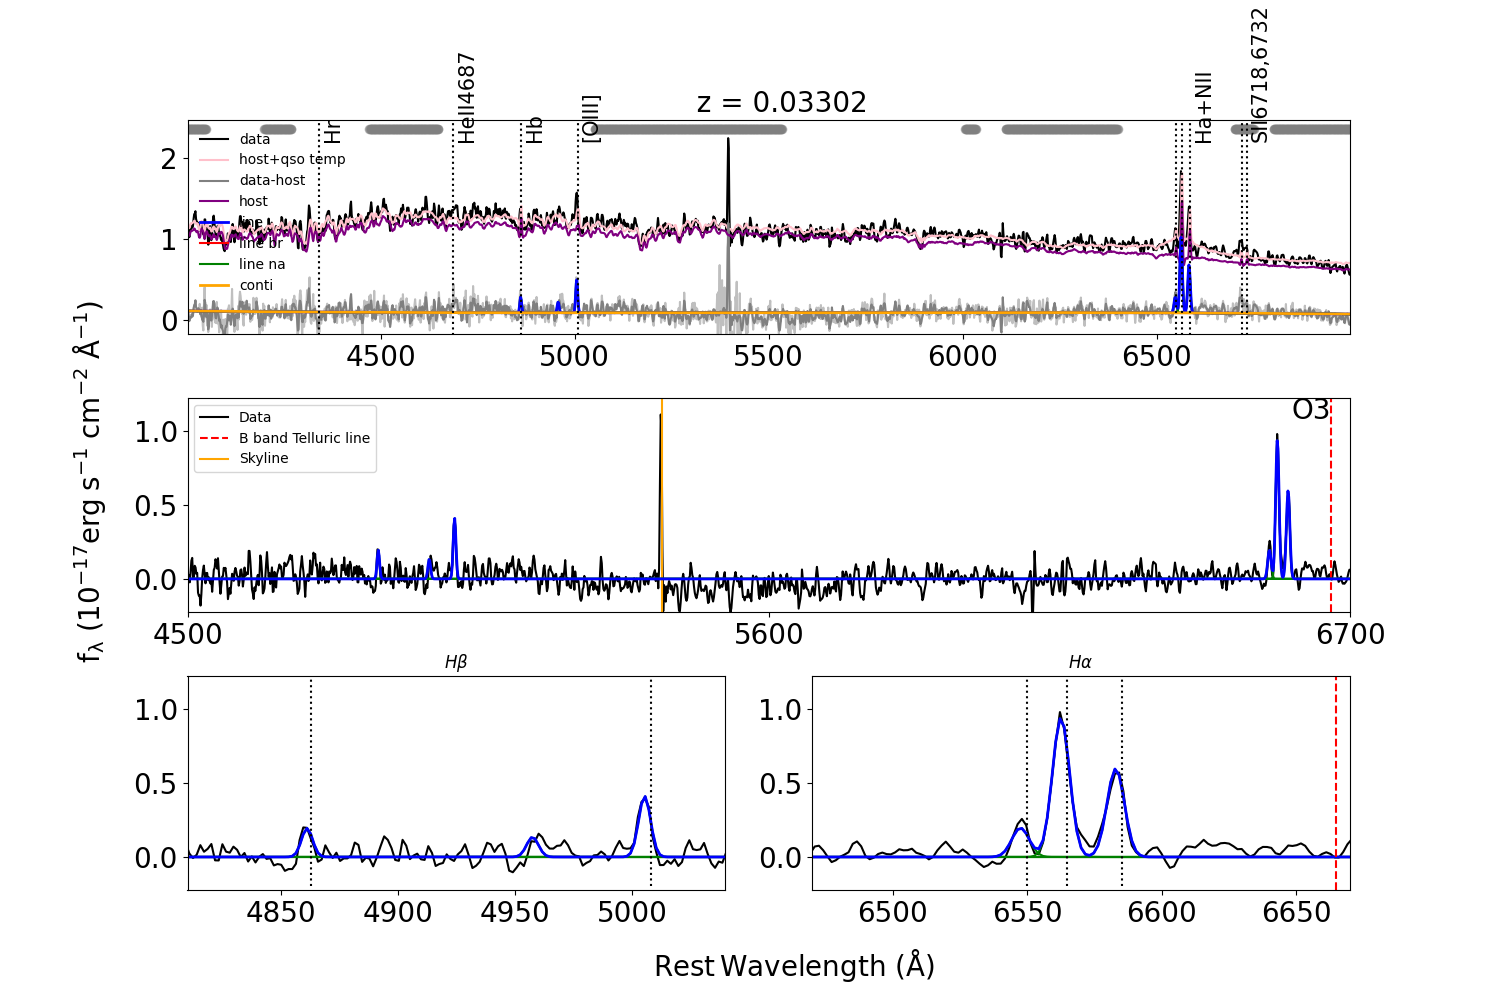 z = 0.03302
Hr
HeII4687
Hb
[OIII]
Ha+NII
SII6718,6732
data
host+qso temp
data-host
host
line
line br
line na
conti
2
1
0
4500 5000 5500 6000 6500
Data
B band Telluric line
Skyline
O3
1.0
0.5
0.0
4500 5600 6700
fλ (10⁻¹⁷erg s⁻¹ cm⁻² Å⁻¹)
Hβ
1.0
0.5
0.0
4850 4900 4950 5000
Hα
1.0
0.5
0.0
6500 6550 6600 6650
Rest Wavelength (Å)